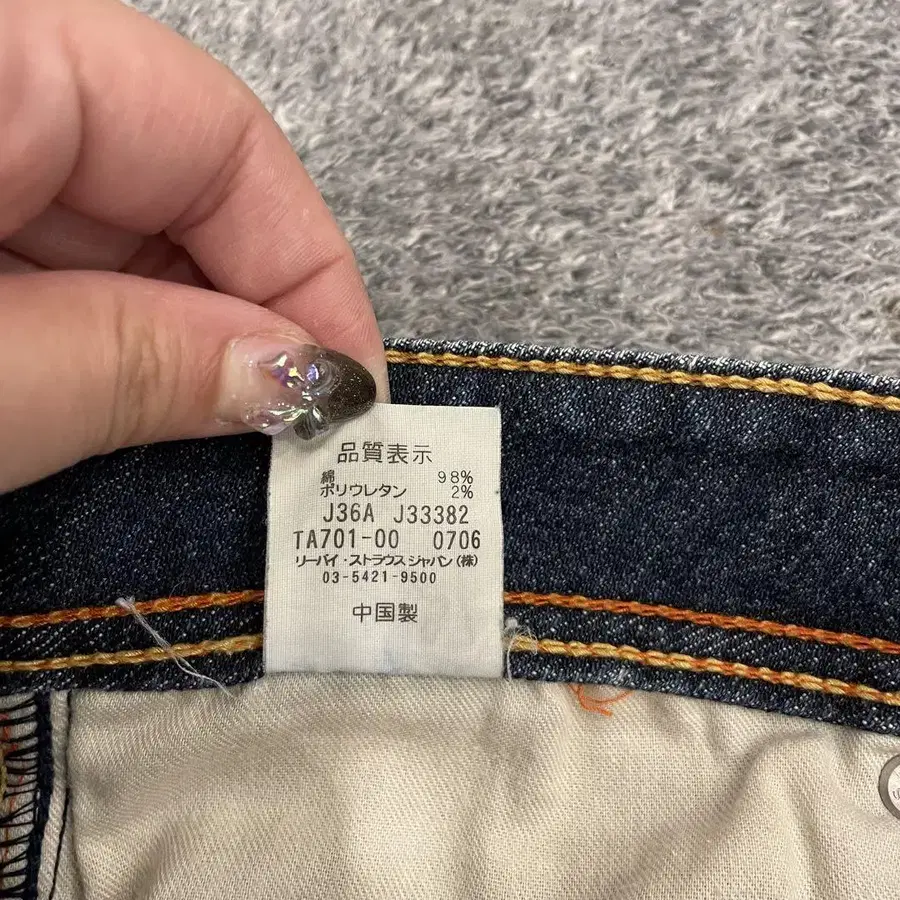 品質表示
綿 98%
ポリウレタン 2%
J36A J33382
TA701-00 0706
リーバイ・ストラウスジャパン(株)
03-5421-9500
中国製